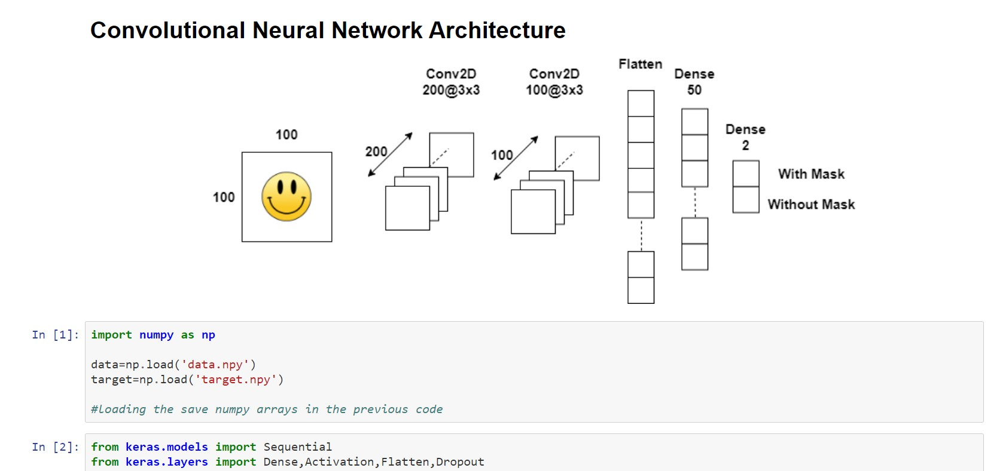 Convolutional Neural Network Architecture
Flatten
Conv2D
200@3x3
Conv2D
100@3x3
Dense
50
100
Dense
2
200
100
With Mask
100
Without Mask
In [1]: import numpy as np
data=np.load('data.npy')
target=np.load('target.npy')
#loading the save numpy arrays in the previous code
In [2]: from keras.models import Sequential
from keras.layers import Dense,Activation,Flatten,Dropout